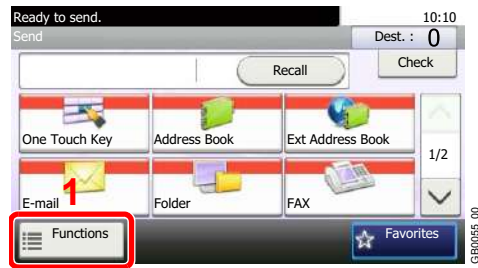 Ready to send.
10:10
Send
Dest. : 0
Recall
Check
One Touch Key
Address Book
Ext Address Book
1/2
E-mail
1
Folder
FAX
Functions
Favorites
GB0055_00